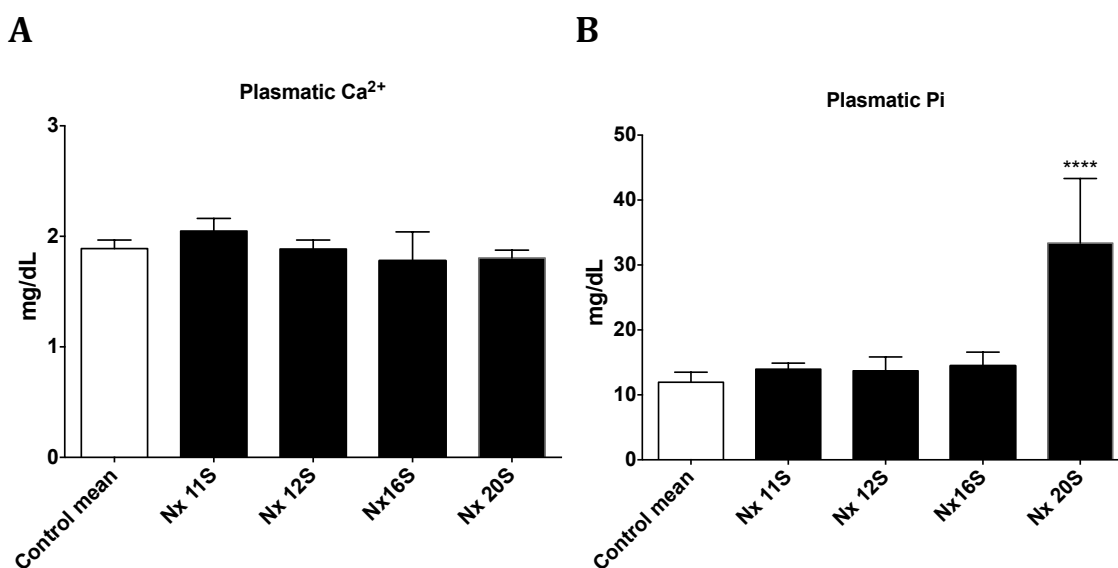 A
Plasmatic Ca²⁺
mg/dL
3
2
1
0
Control mean
Nx 11S
Nx 12S
Nx16S
Nx 20S
B
Plasmatic Pi
mg/dL
50
40
30
20
10
0
****
Control mean
Nx 11S
Nx 12S
Nx16S
Nx 20S